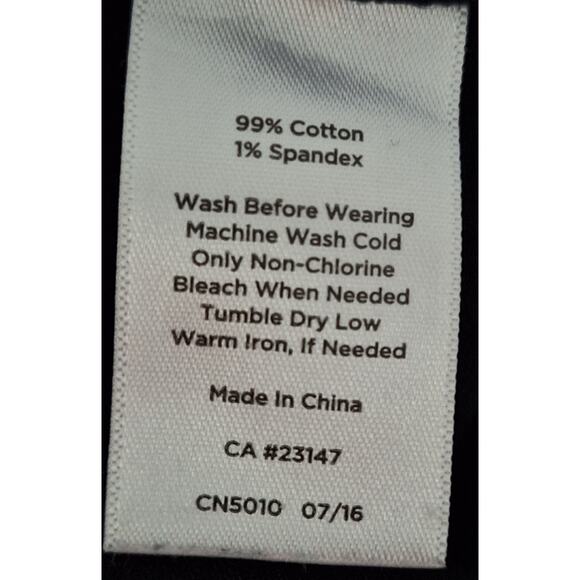 99% Cotton
1% Spandex
Wash Before Wearing
Machine Wash Cold
Only Non-Chlorine
Bleach When Needed
Tumble Dry Low
Warm Iron, If Needed
Made In China
CA #23147
CN5010 07/16